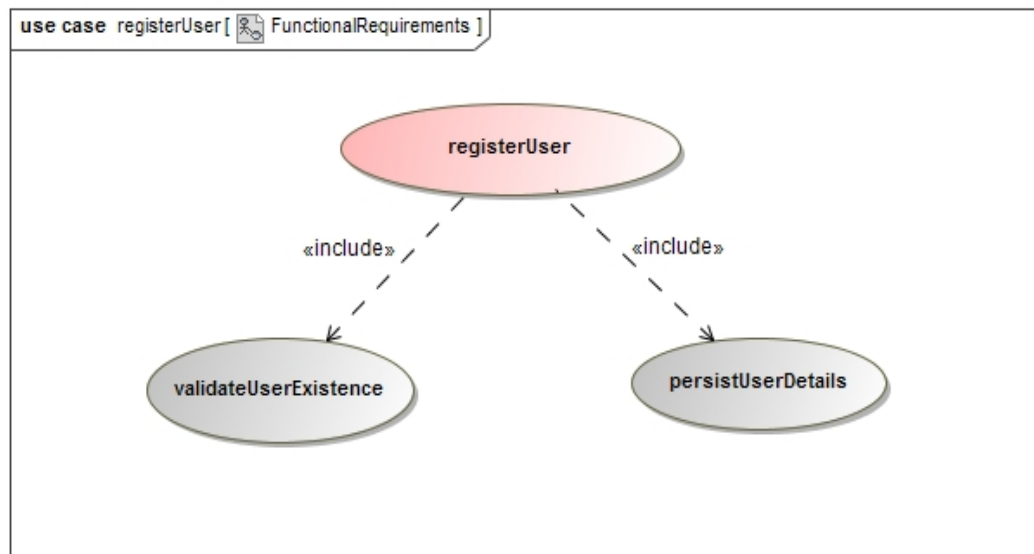 use case registerUser [ FunctionalRequirements ]
registerUser
«include»
«include»
validateUserExistence
persistUserDetails